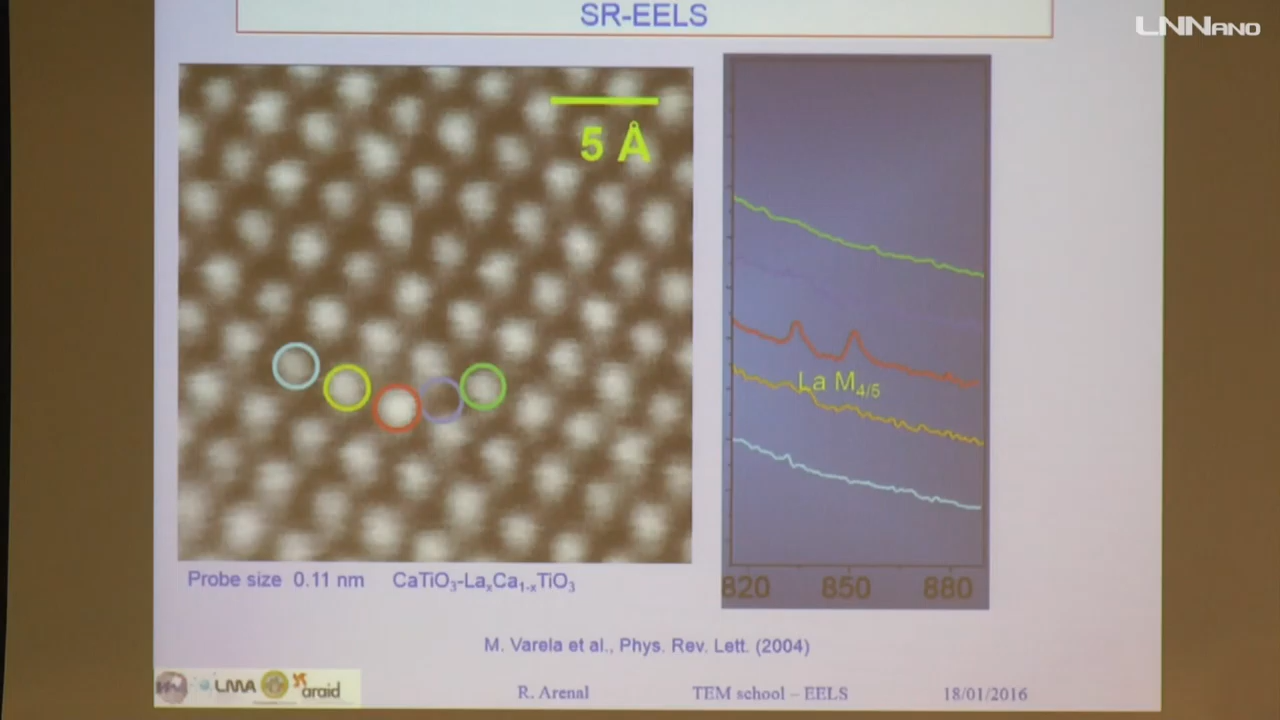 SR-EELS
LNNANO
5 Å
La M4/5
820 850 880
Probe size 0.11 nm CaTiO3-LaxCa1-xTiO3
M. Varela et al., Phys. Rev. Lett. (2004)
LMA araid
R. Arenal TEM school – EELS 18/01/2016